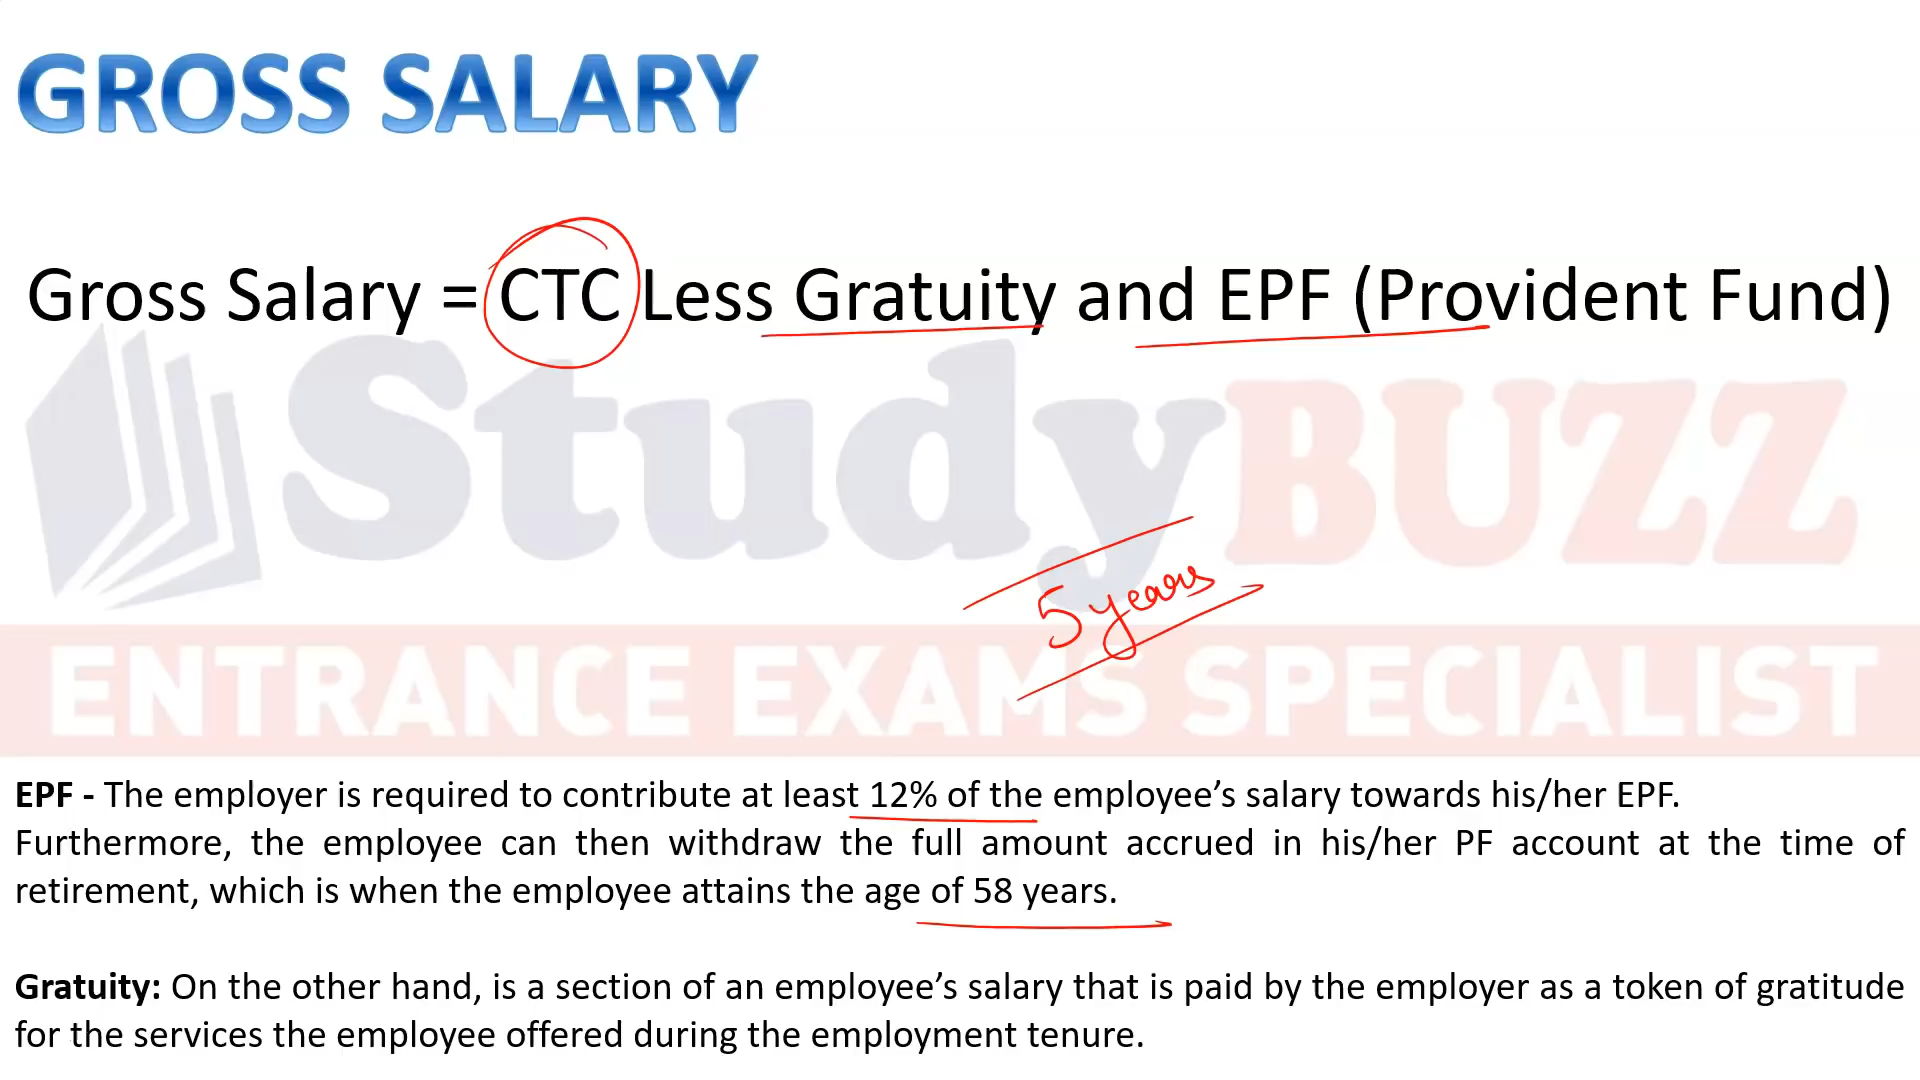 GROSS SALARY
Gross Salary = CTC Less Gratuity and EPF (Provident Fund)
StudyBUZZ
5 years
ENTRANCE EXAMS SPECIALIST
EPF - The employer is required to contribute at least 12% of the employee’s salary towards his/her EPF.
Furthermore, the employee can then withdraw the full amount accrued in his/her PF account at the time of
retirement, which is when the employee attains the age of 58 years.
Gratuity: On the other hand, is a section of an employee’s salary that is paid by the employer as a token of gratitude
for the services the employee offered during the employment tenure.